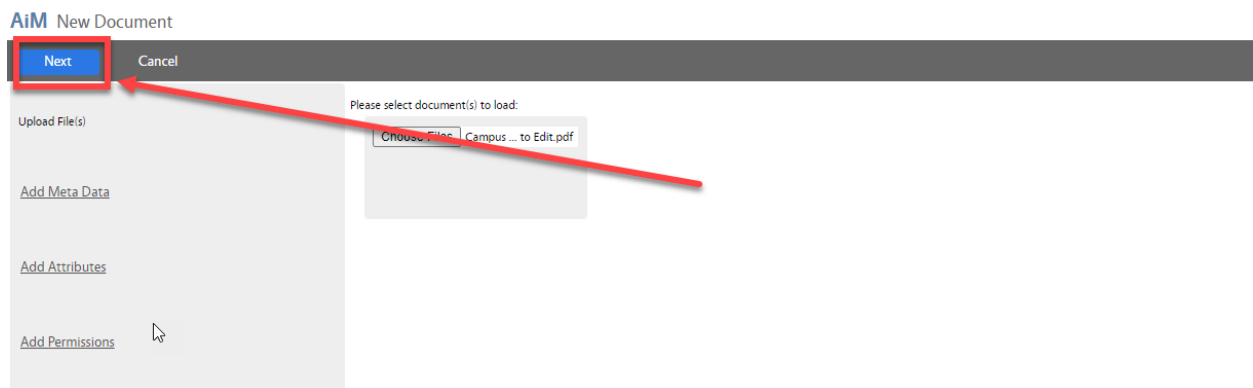 AiM New Document
Next Cancel
Please select document(s) to load:
Upload File(s)
Choose Files Campus ... to Edit.pdf
Add Meta Data
Add Attributes
Add Permissions